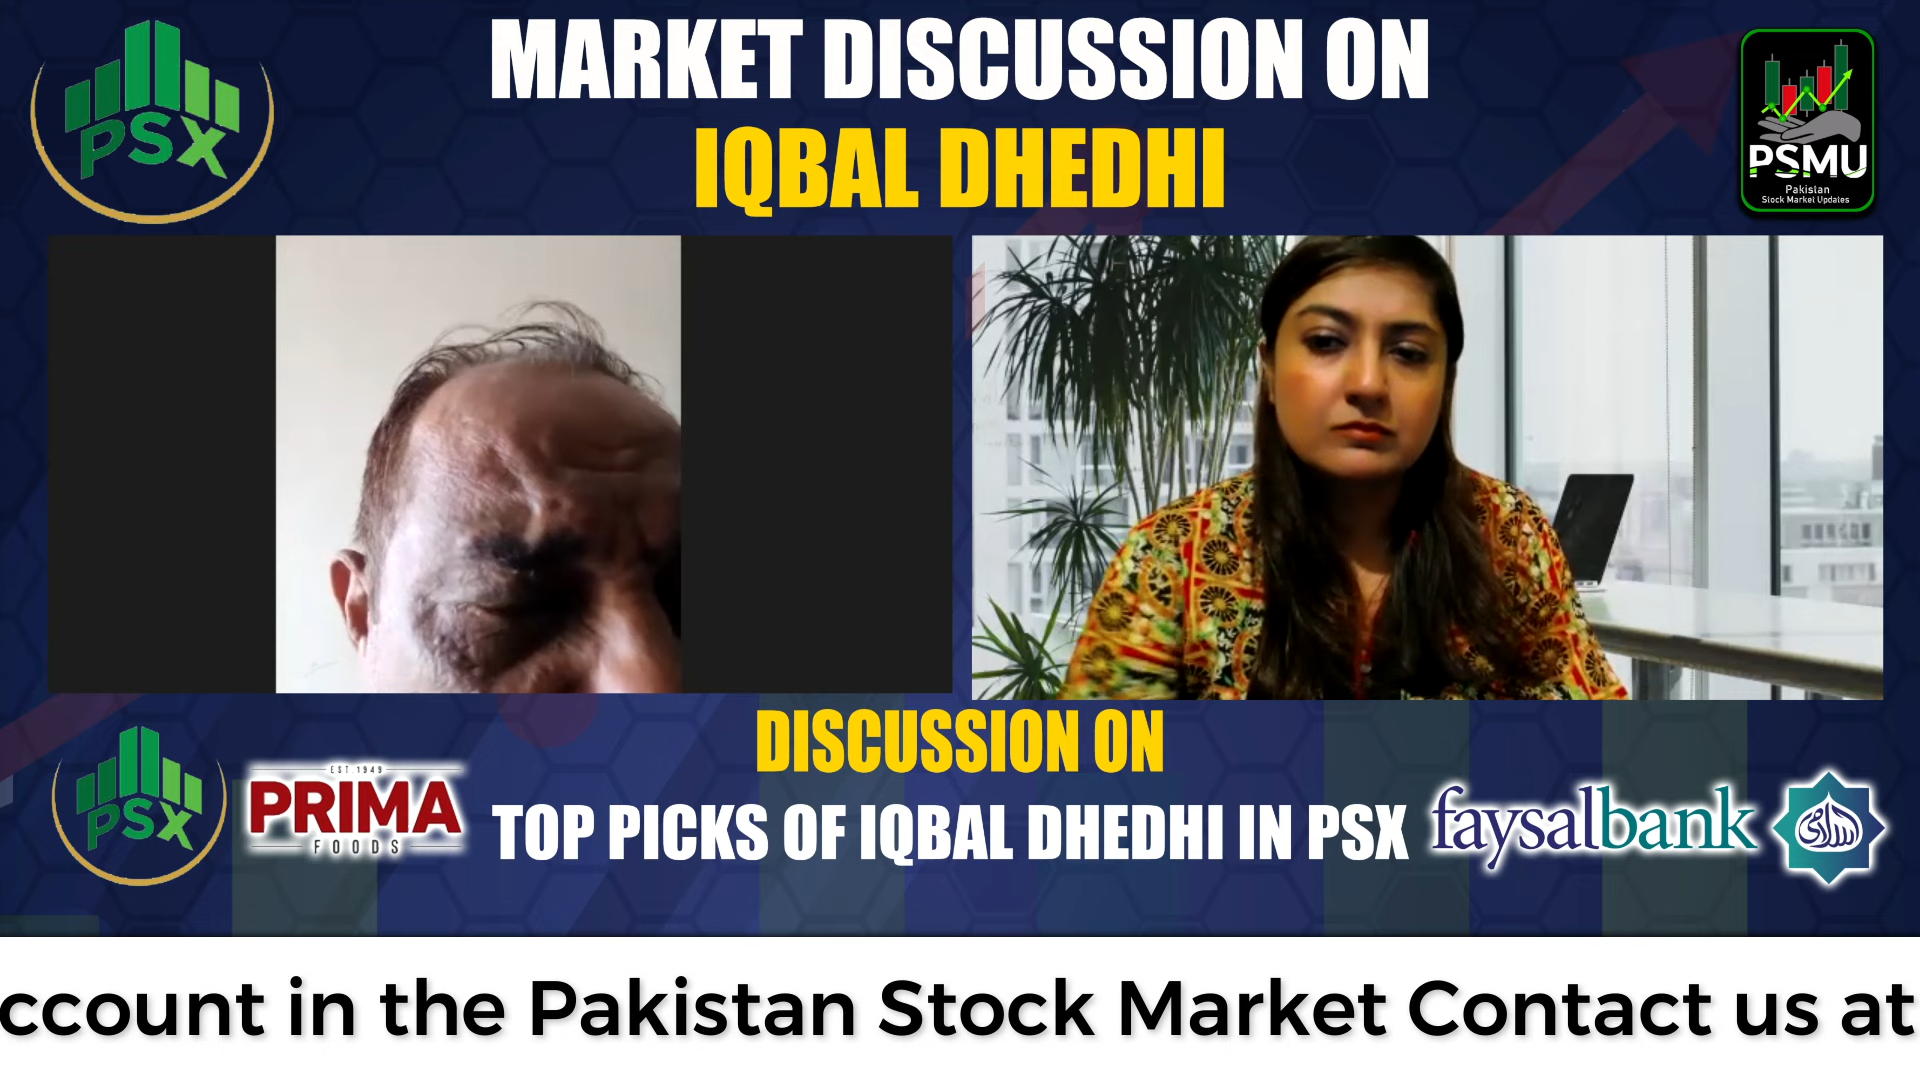 MARKET DISCUSSION ON
IQBAL DHEDHI
PSX
PSMU
Pakistan
Stock Market Updates
DISCUSSION ON
TOP PICKS OF IQBAL DHEDHI IN PSX
PSX
EST. 1949
PRIMA
FOODS
faysalbank
اسلامی
ccount in the Pakistan Stock Market Contact us at